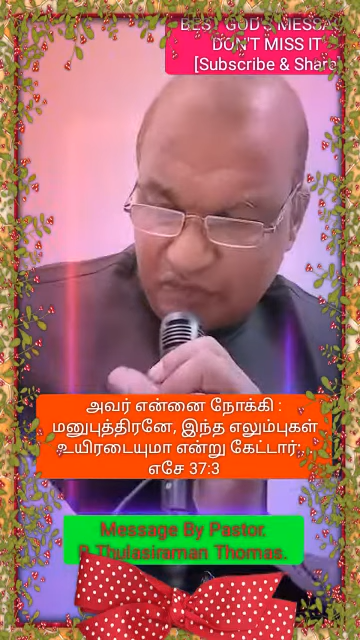 BEST GOD'S MESSAGE
DON'T MISS IT
[Subscribe & Share]
அவர் என்னை நோக்கி :
மனுபுத்திரனே, இந்த எலும்புகள்
உயிரடையுமா என்று கேட்டார்;
எசே 37:3
Message By Pastor.
Thulasiraman Thomas.